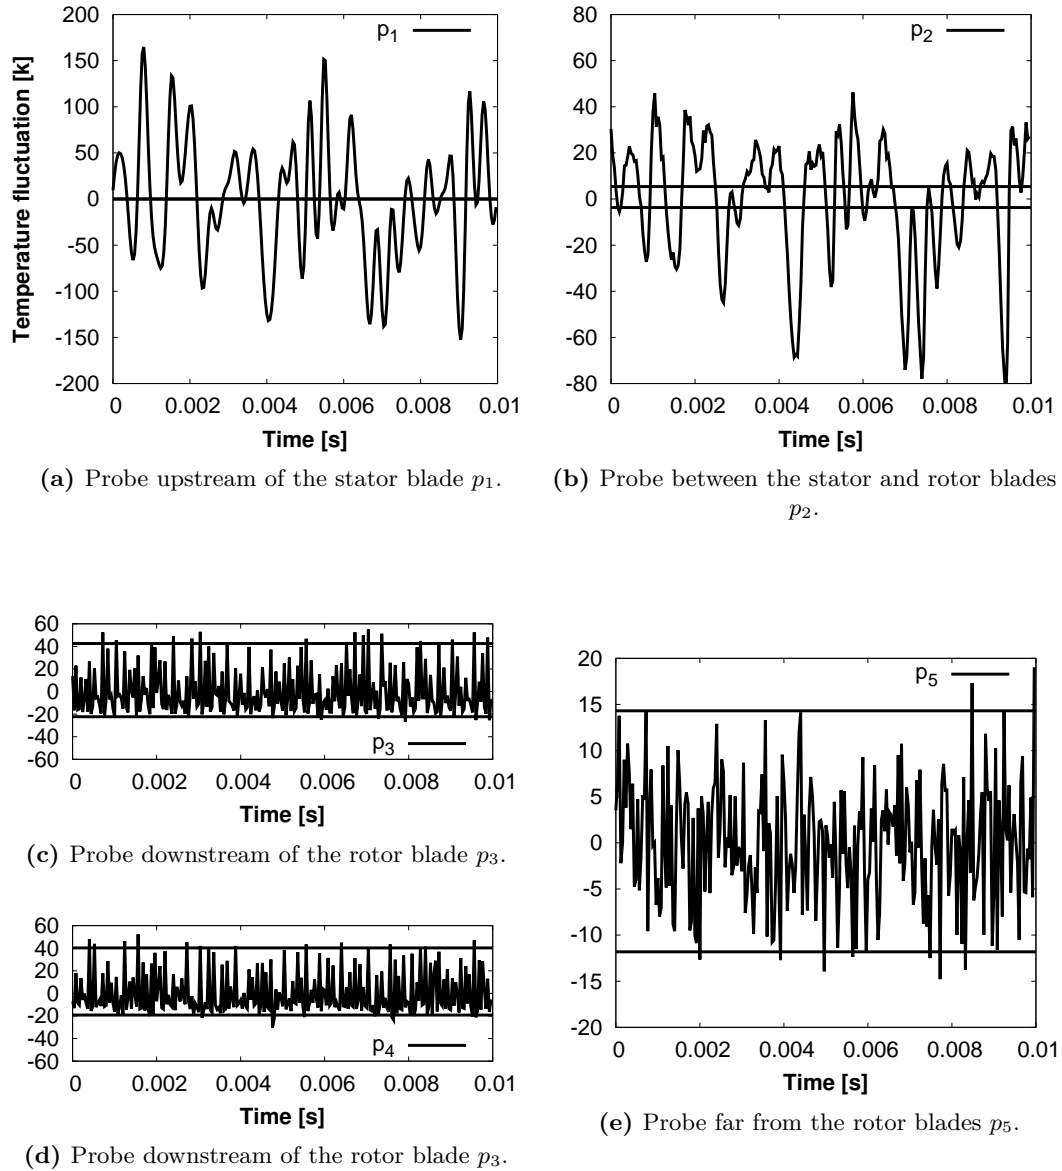 p1
200
150
100
50
0
-50
-100
-150
-200
Temperature fluctuation [k]
0 0.002 0.004 0.006 0.008 0.01
Time [s]
(a) Probe upstream of the stator blade p1.
p2
80
60
40
20
0
-20
-40
-60
-80
0 0.002 0.004 0.006 0.008 0.01
Time [s]
(b) Probe between the stator and rotor blades
p2.
60
40
20
0
-20
-40
-60
p3
0 0.002 0.004 0.006 0.008 0.01
Time [s]
(c) Probe downstream of the rotor blade p3.
60
40
20
0
-20
-40
-60
p4
0 0.002 0.004 0.006 0.008 0.01
Time [s]
(d) Probe downstream of the rotor blade p3.
p5
20
15
10
5
0
-5
-10
-15
-20
0 0.002 0.004 0.006 0.008 0.01
Time [s]
(e) Probe far from the rotor blades p5.